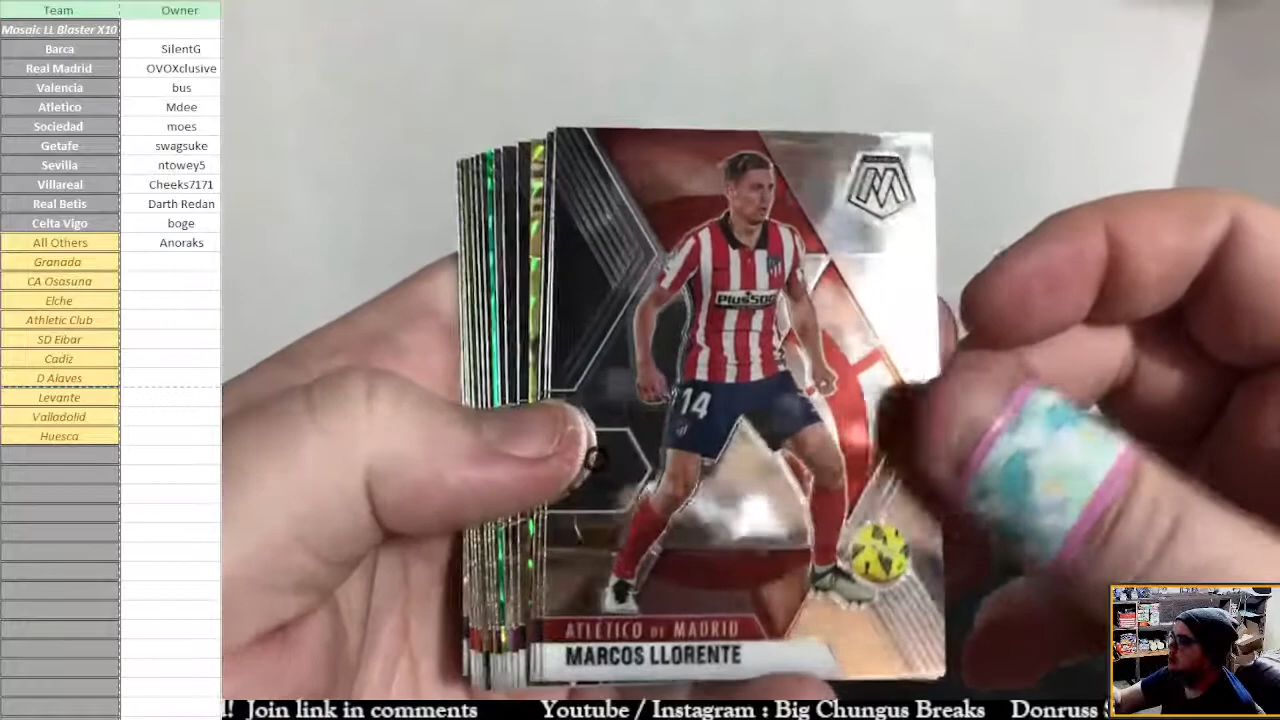 Team Owner
Mosaic LL Blaster X10
Barca SilentG
Real Madrid OVOXclusive
Valencia bus
Atletico Mdee
Sociedad moes
Getafe swagsuke
Sevilla ntowey5
Villareal Cheeks7171
Real Betis Darth Redan
Celta Vigo boge
All Others Anoraks
Granada
CA Osasuna
Elche
Athletic Club
SD Eibar
Cadiz
D Alaves
Levante
Valladolid
Huesca
M
Plus500
14
ATLÉTICO DE MADRID
MARCOS LLORENTE
!! Join link in comments Youtube / Instagram : Big Chungus Breaks Donruss